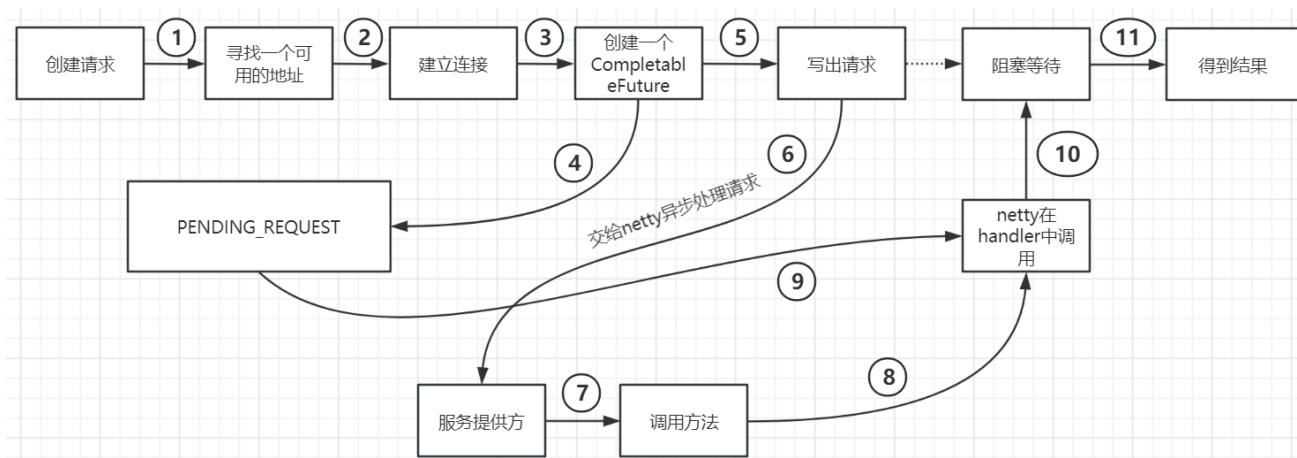 1
2
3
5
11
创建请求
寻找一个可
用的地址
建立连接
创建一个
Completabl
eFuture
写出请求
阻塞等待
得到结果
4
6
10
交给netty异步处理请求
PENDING_REQUEST
netty在
handler中调
用
9
8
7
服务提供方
调用方法